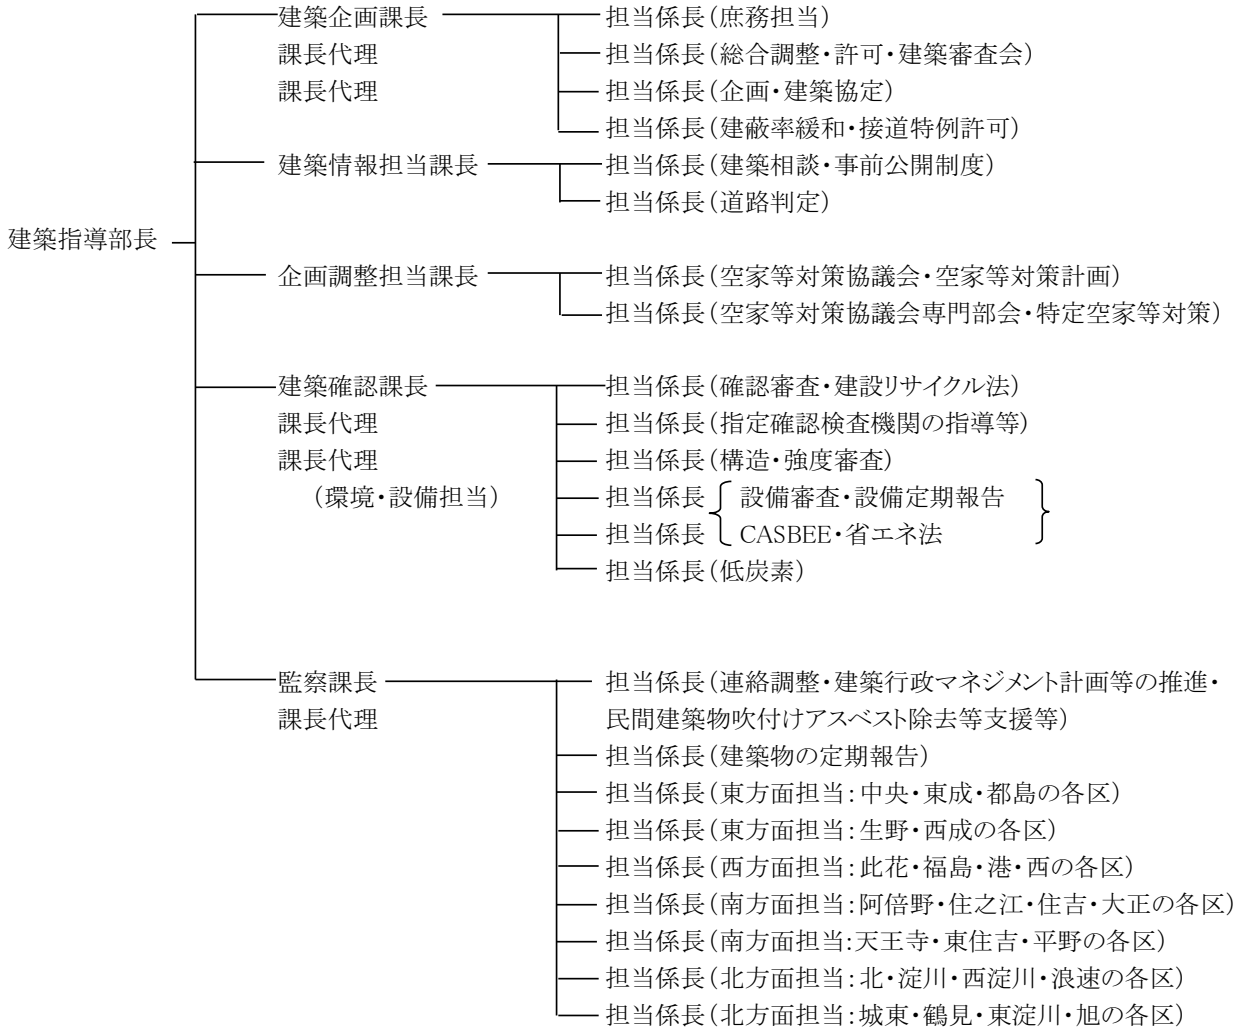 建築企画課長 担当係長(庶務担当)
課長代理 担当係長(総合調整・許可・建築審査会)
課長代理 担当係長(企画・建築協定)
担当係長(建蔽率緩和・接道特例許可)
建築情報担当課長 担当係長(建築相談・事前公開制度)
担当係長(道路判定)
建築指導部長
企画調整担当課長 担当係長(空家等対策協議会・空家等対策計画)
担当係長(空家等対策協議会専門部会・特定空家等対策)
建築確認課長 担当係長(確認審査・建設リサイクル法)
課長代理 担当係長(指定確認検査機関の指導等)
課長代理 担当係長(構造・強度審査)
(環境・設備担当) 担当係長 設備審査・設備定期報告
担当係長 CASBEE・省エネ法
担当係長(低炭素)
監察課長 担当係長(連絡調整・建築行政マネジメント計画等の推進・
課長代理 民間建築物吹付けアスベスト除去等支援等)
担当係長(建築物の定期報告)
担当係長(東方面担当:中央・東成・都島の各区)
担当係長(東方面担当:生野・西成の各区)
担当係長(西方面担当:此花・福島・港・西の各区)
担当係長(南方面担当:阿倍野・住之江・住吉・大正の各区)
担当係長(南方面担当:天王寺・東住吉・平野の各区)
担当係長(北方面担当:北・淀川・西淀川・浪速の各区)
担当係長(北方面担当:城東・鶴見・東淀川・旭の各区)